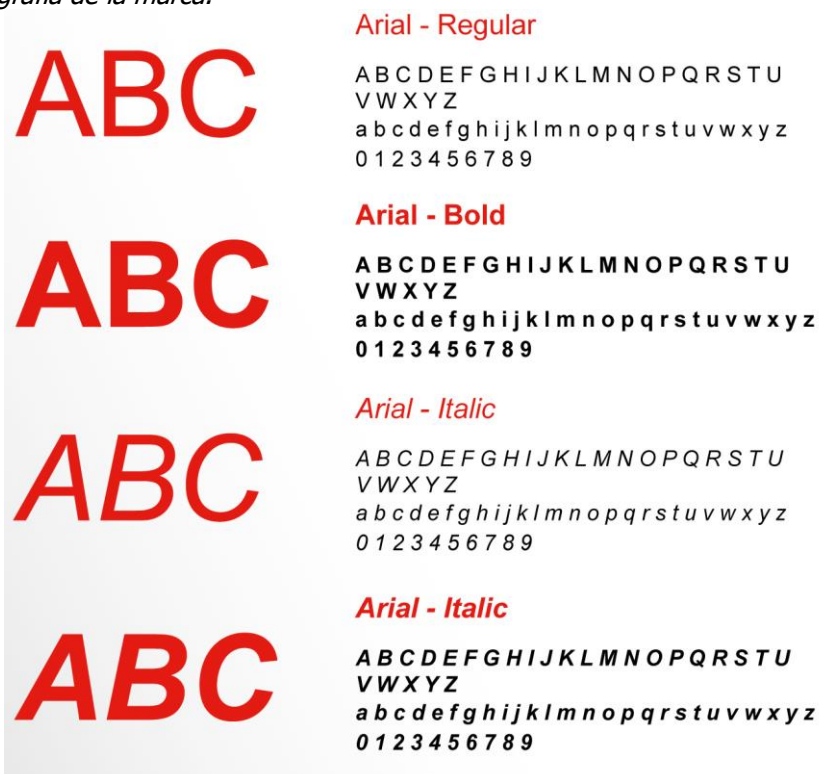 de la marca.
Arial - Regular
ABC
A B C D E F G H I J K L M N O P Q R S T U
V W X Y Z
a b c d e f g h i j k l m n o p q r s t u v w x y z
0 1 2 3 4 5 6 7 8 9
Arial - Bold
ABC
A B C D E F G H I J K L M N O P Q R S T U
V W X Y Z
a b c d e f g h i j k l m n o p q r s t u v w x y z
0 1 2 3 4 5 6 7 8 9
Arial - Italic
ABC
A B C D E F G H I J K L M N O P Q R S T U
V W X Y Z
a b c d e f g h i j k l m n o p q r s t u v w x y z
0 1 2 3 4 5 6 7 8 9
Arial - Italic
ABC
A B C D E F G H I J K L M N O P Q R S T U
V W X Y Z
a b c d e f g h i j k l m n o p q r s t u v w x y z
0 1 2 3 4 5 6 7 8 9